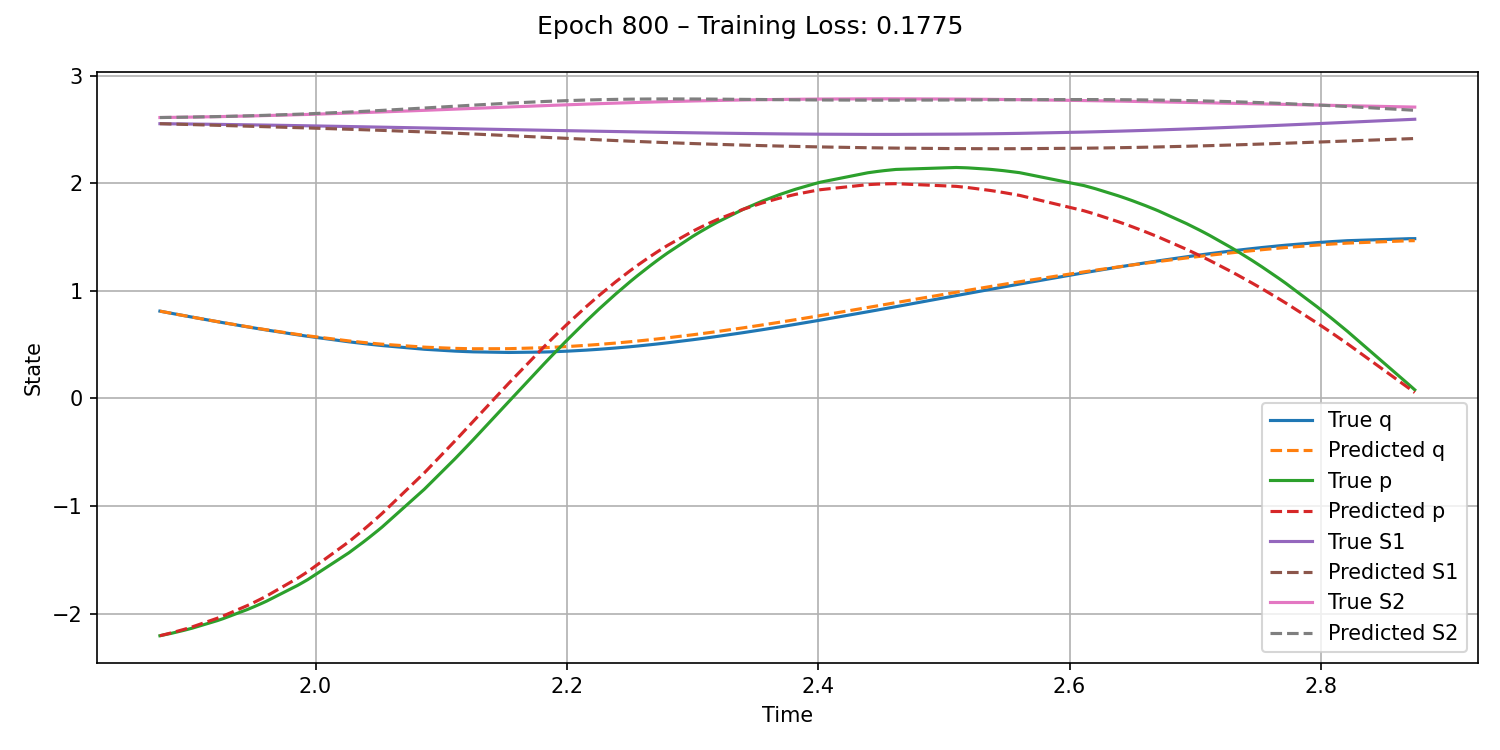 Epoch 800 – Training Loss: 0.1775
3
2
1
0
−1
−2
State
2.0 2.2 2.4 2.6 2.8
Time
True q
Predicted q
True p
Predicted p
True S1
Predicted S1
True S2
Predicted S2